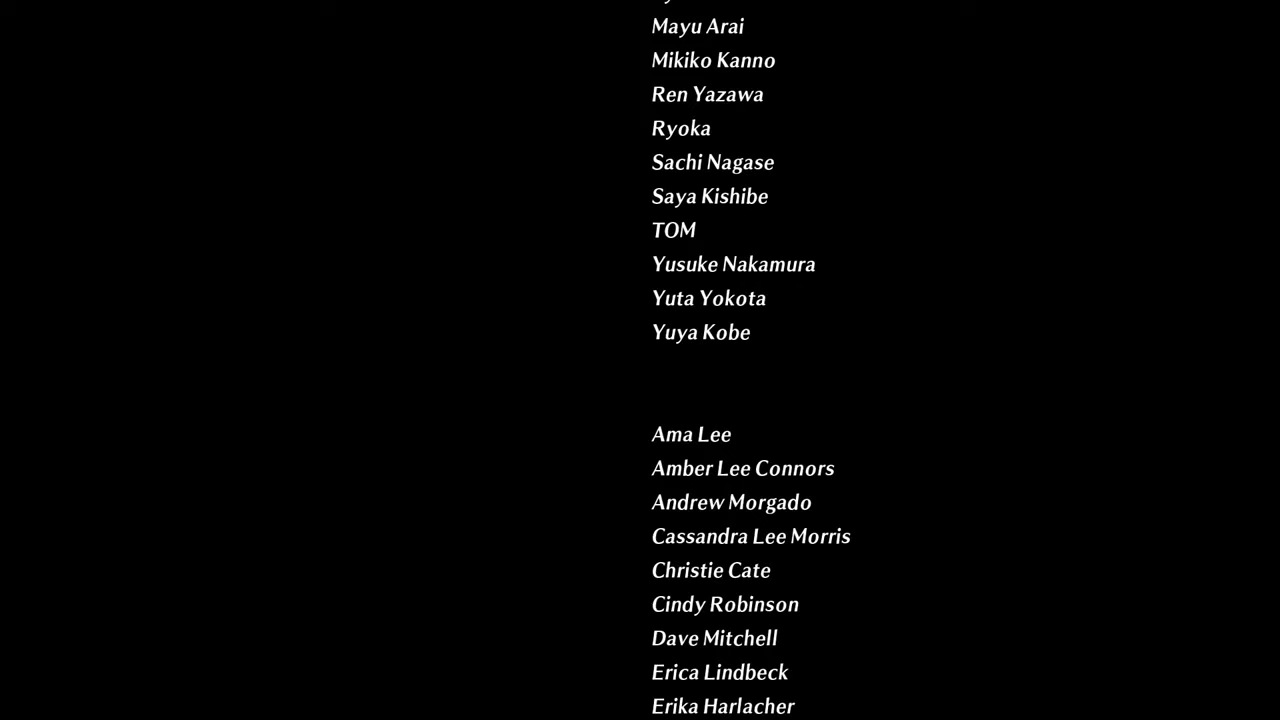 Mayu Arai
Mikiko Kanno
Ren Yazawa
Ryoka
Sachi Nagase
Saya Kishibe
TOM
Yusuke Nakamura
Yuta Yokota
Yuya Kobe
Ama Lee
Amber Lee Connors
Andrew Morgado
Cassandra Lee Morris
Christie Cate
Cindy Robinson
Dave Mitchell
Erica Lindbeck
Erika Harlacher